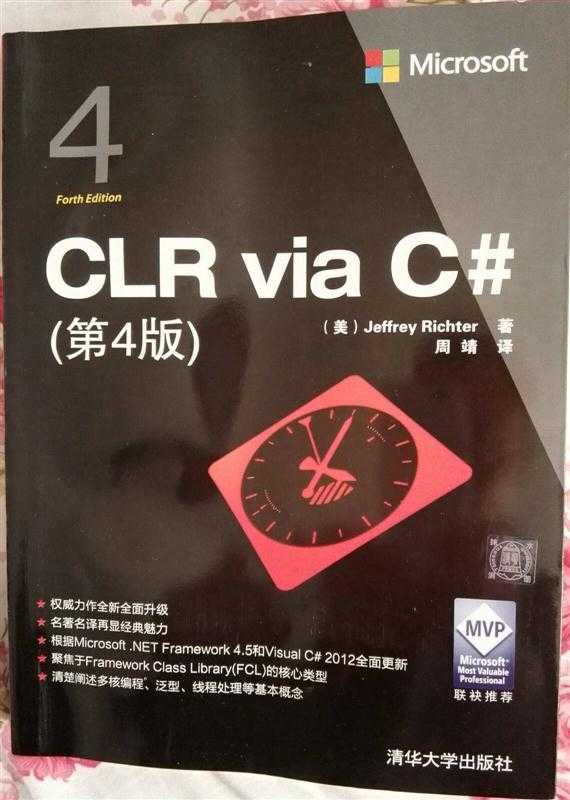 Microsoft
4
Forth Edition
CLR via C#
(第4版)
（美）Jeffrey Richter 著
周 靖 译
★ 权威力作全新全面升级
★ 名著名译再显经典魅力
★ 根据Microsoft .NET Framework 4.5和Visual C# 2012全面更新
★ 聚焦于Framework Class Library(FCL)的核心类型
★ 清楚阐述多核编程、泛型、线程处理等基本概念
MVP
Microsoft®
Most Valuable
Professional
联袂推荐
清华大学出版社